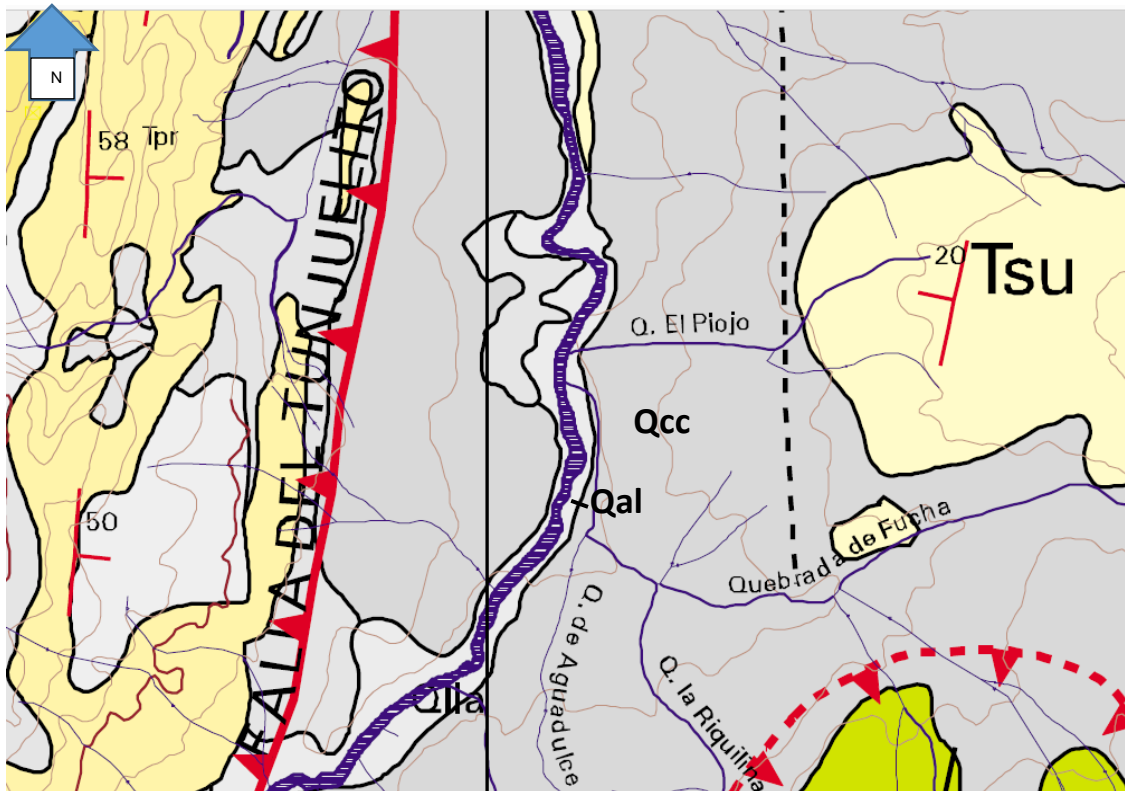 N
58 Tpr
FALLA DEL TUNJUELITO
20 Tsu
Q. El Piojo
Qcc
Qal
50
Quebrada de Fucha
Q. de Aguadulce
Q. la Riquilina
Qlla